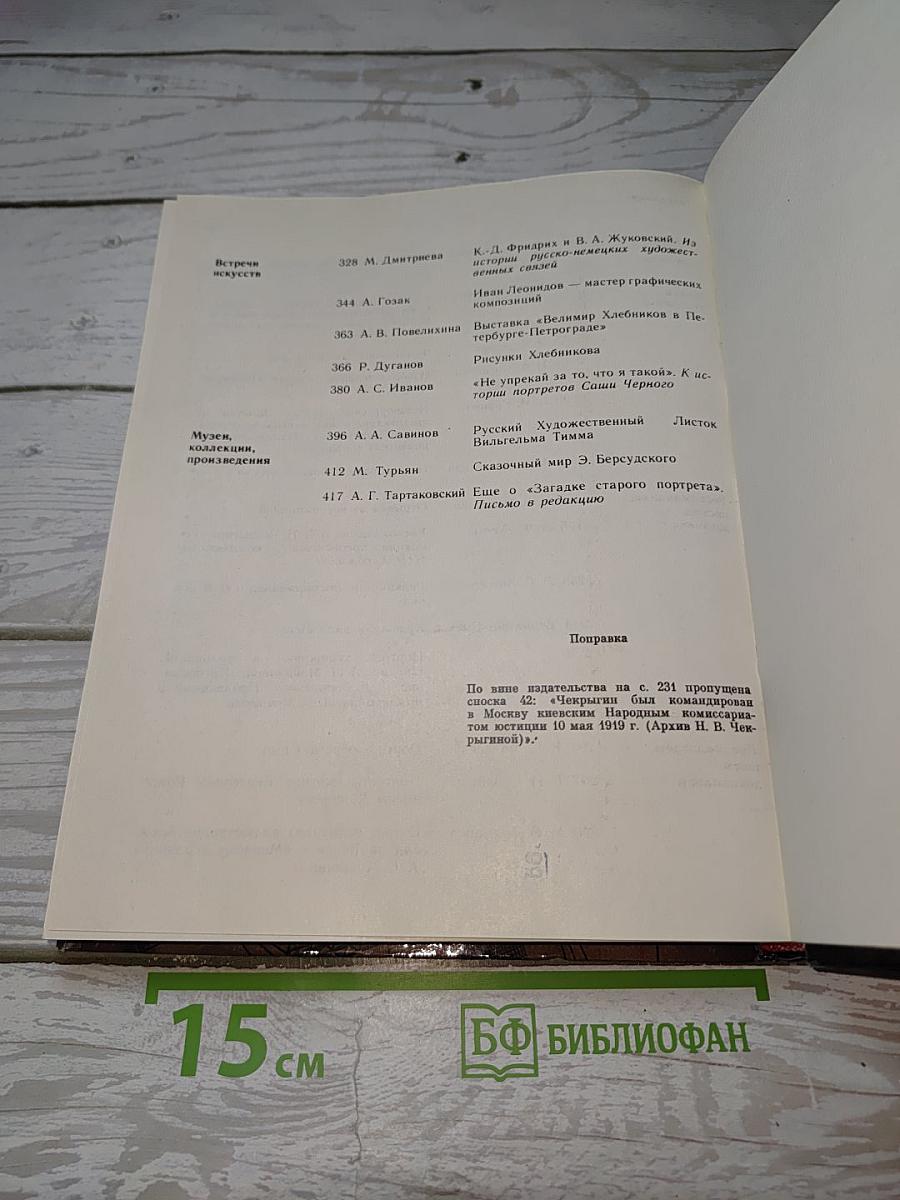 Встречи
искусств
328 М. Дмитриева
К.-Д. Фридрих и В. А. Жуковский. Из
истории русско-немецких художест-
венных связей
344 А. Гозак
Иван Леонидов — мастер графических
композиций
363 А. В. Повелихина
Выставка «Велимир Хлебников в Пе-
тербурге-Петрограде»
366 Р. Дуганов
Рисунки Хлебникова
380 А. С. Иванов
«Не упрекай за то, что я такой». К ис-
тории портретов Саши Черного
Музеи,
коллекции,
произведения
396 А. А. Савинов
Русский Художественный Листок
Вильгельма Тимма
412 М. Турьян
Сказочный мир Э. Берсудского
417 А. Г. Тартаковский
Еще о «Загадке старого портрета».
Письмо в редакцию
Поправка
По вине издательства на с. 231 пропущена
сноска 42: «Чекрыгин был командирован
в Москву киевским Народным комиссариа-
том юстиции 10 мая 1919 г. (Архив Н. В. Чек-
рыгиной)».
15 см
БФ БИБЛИОФАН